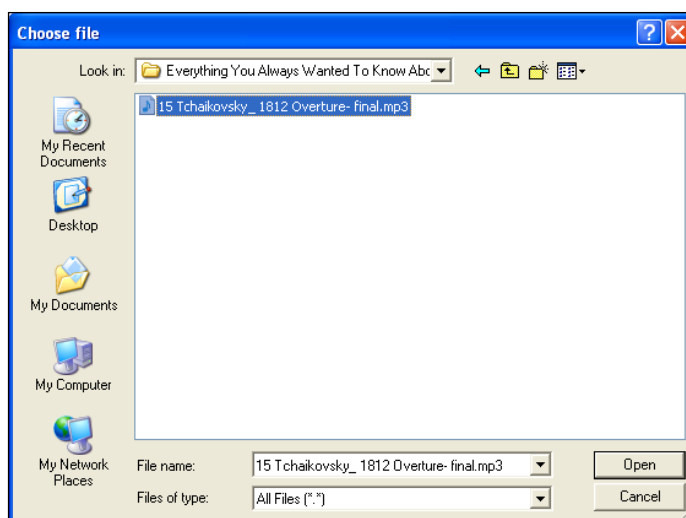 Choose file
Look in: Everything You Always Wanted To Know Abc
15 Tchaikovsky_ 1812 Overture- final.mp3
My Recent
Documents
Desktop
My Documents
My Computer
My Network
Places
File name: 15 Tchaikovsky_ 1812 Overture- final.mp3 Open
Files of type: All Files (*.*) Cancel